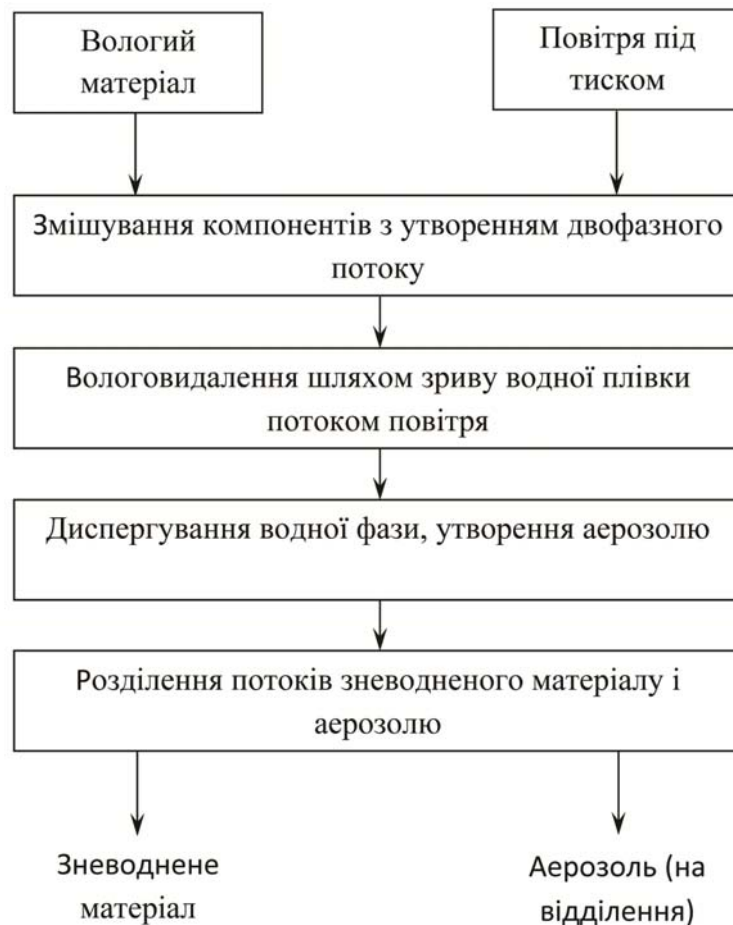 Вологий
матеріал
Повітря під
тиском
Змішування компонентів з утворенням двофазного
потоку
Вологовидалення шляхом зриву водної плівки
потоком повітря
Диспергування водної фази, утворення аерозолю
Розділення потоків зневодненого матеріалу і
аерозолю
Зневоднене
матеріал
Аерозоль (на
відділення)